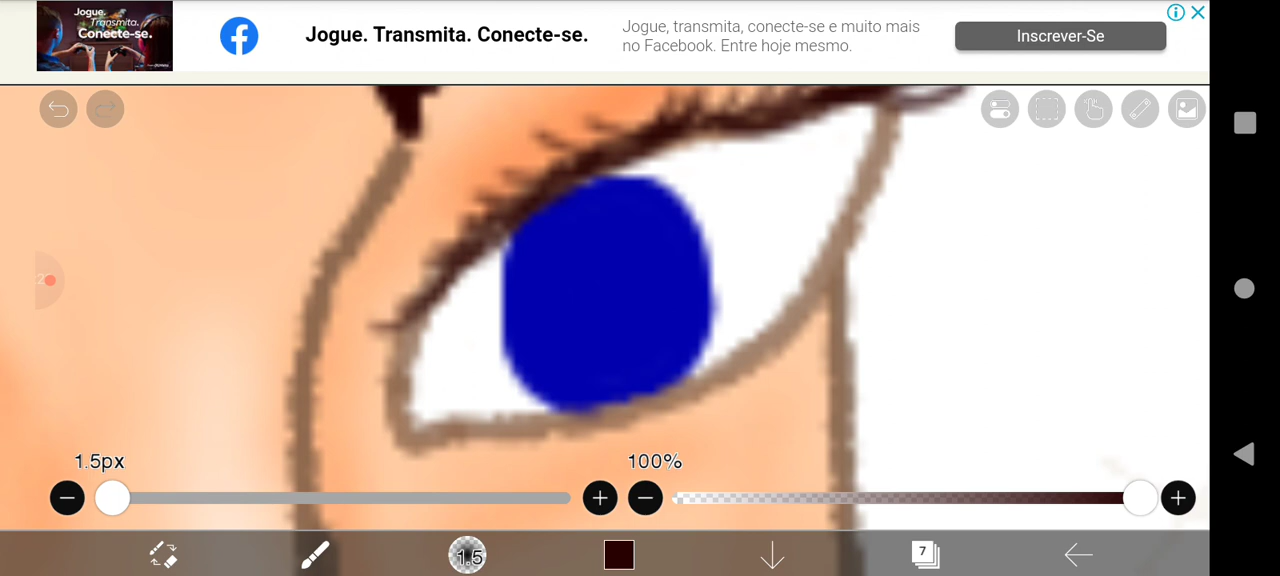 Jogue.
Transmita.
Conecte-se.
Jogue. Transmita. Conecte-se.
Jogue, transmita, conecte-se e muito mais
no Facebook. Entre hoje mesmo.
Inscrever-Se
1.5px
100%
1.5
7